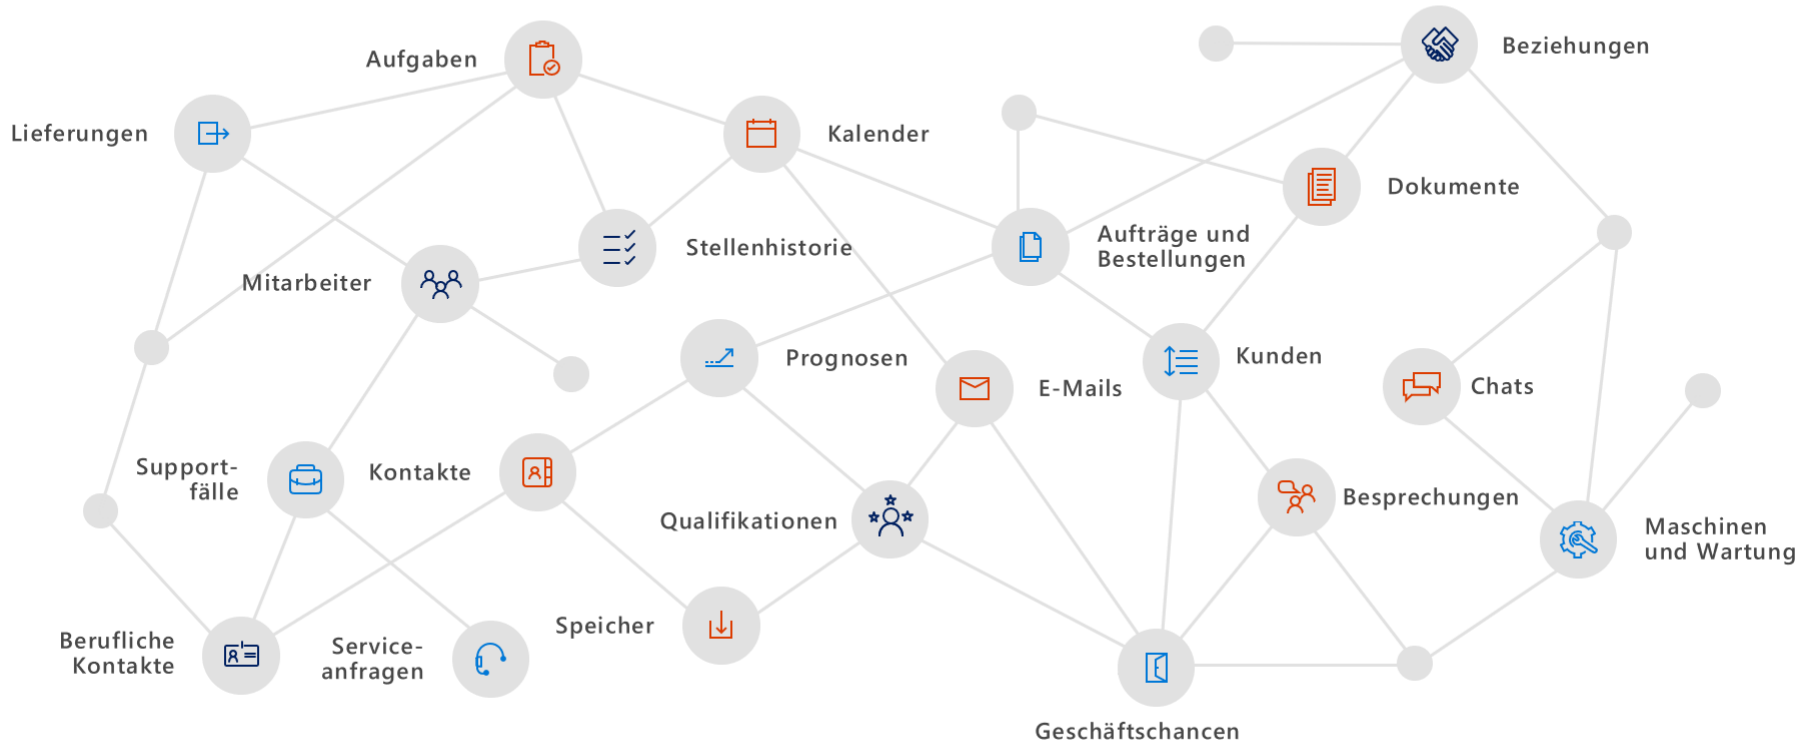 Aufgaben
Beziehungen
Lieferungen
Kalender
Dokumente
Stellenhistorie
Aufträge und
Bestellungen
Mitarbeiter
Prognosen
E-Mails
Kunden
Chats
Support-
fälle
Kontakte
Qualifikationen
Besprechungen
Maschinen
und Wartung
Berufliche
Kontakte
Service-
anfragen
Speicher
Geschäftschancen